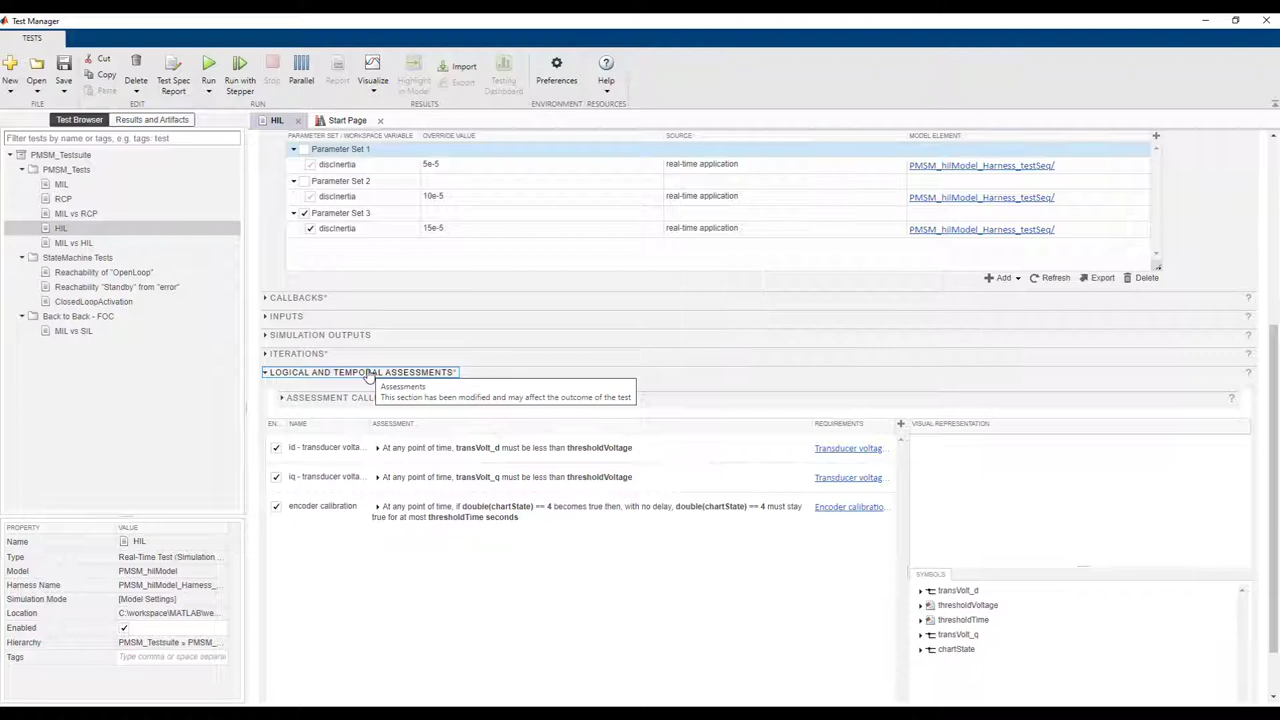 Test Manager
TESTS
New
Open
Save
Cut
Copy
Paste
Delete
Test Spec
Report
Run
Run with
Stepper
Stop
Parallel
Report
Visualize
Highlight
in Model
Import
Export
Testing
Dashboard
Preferences
Help
FILE
EDIT
RUN
RESULTS
ENVIRONMENT
RESOURCES
Test Browser
Results and Artifacts
HIL
Start Page
Filter tests by name or tags, e.g. tags: test
PMSM_Testsuite
PMSM_Tests
MIL
RCP
MIL vs RCP
HIL
MIL vs HIL
StateMachine Tests
Reachability of "OpenLoop"
Reachability "Standby" from "error"
ClosedLoopActivation
Back to Back - FOC
MIL vs SIL
PROPERTY VALUE
Name HIL
Type Real-Time Test (Simulation ...
Model PMSM_hilModel
Harness Name PMSM_hilModel_Harness_...
Simulation Mode [Model Settings]
Location C:\workspace\MATLAB\we...
Enabled
Hierarchy PMSM_Testsuite » PMSM_...
Tags Type comma or space separa
PARAMETER SET / WORKSPACE VARIABLE OVERRIDE VALUE SOURCE MODEL ELEMENT
Parameter Set 1
discInertia 5e-5 real-time application PMSM_hilModel_Harness_testSeq/
Parameter Set 2
discInertia 10e-5 real-time application PMSM_hilModel_Harness_testSeq/
Parameter Set 3
discInertia 15e-5 real-time application PMSM_hilModel_Harness_testSeq/
Add Refresh Export Delete
CALLBACKS* ?
INPUTS ?
SIMULATION OUTPUTS ?
ITERATIONS* ?
LOGICAL AND TEMPORAL ASSESSMENTS* ?
Assessments
This section has been modified and may affect the outcome of the test
ASSESSMENT CALL ?
EN... NAME ASSESSMENT REQUIREMENTS VISUAL REPRESENTATION
id - transducer volta... At any point of time, transVolt_d must be less than thresholdVoltage Transducer voltag...
iq - transducer volta... At any point of time, transVolt_q must be less than thresholdVoltage Transducer voltag...
encoder calibration At any point of time, if double(chartState) == 4 becomes true then, with no delay, double(chartState) == 4 must stay Encoder calibratio...
true for at most thresholdTime seconds
SYMBOLS
transVolt_d
thresholdVoltage
thresholdTime
transVolt_q
chartState